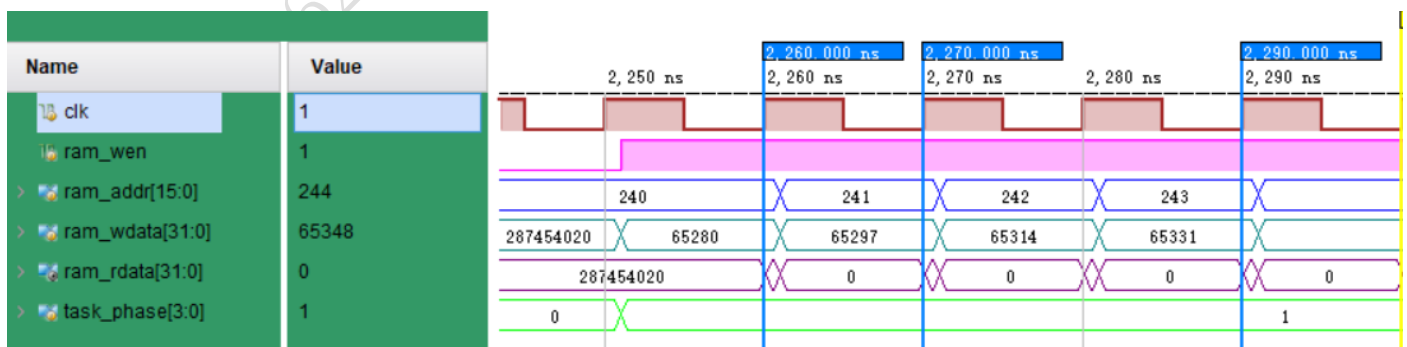 Name Value
2,260.000 ns 2,270.000 ns 2,290.000 ns
2,250 ns 2,260 ns 2,270 ns 2,280 ns 2,290 ns
clk 1
ram_wen 1
ram_addr[15:0] 244 240 241 242 243
ram_wdata[31:0] 65348 287454020 65280 65297 65314 65331
ram_rdata[31:0] 0 287454020 0 0 0 0
task_phase[3:0] 1 0 1